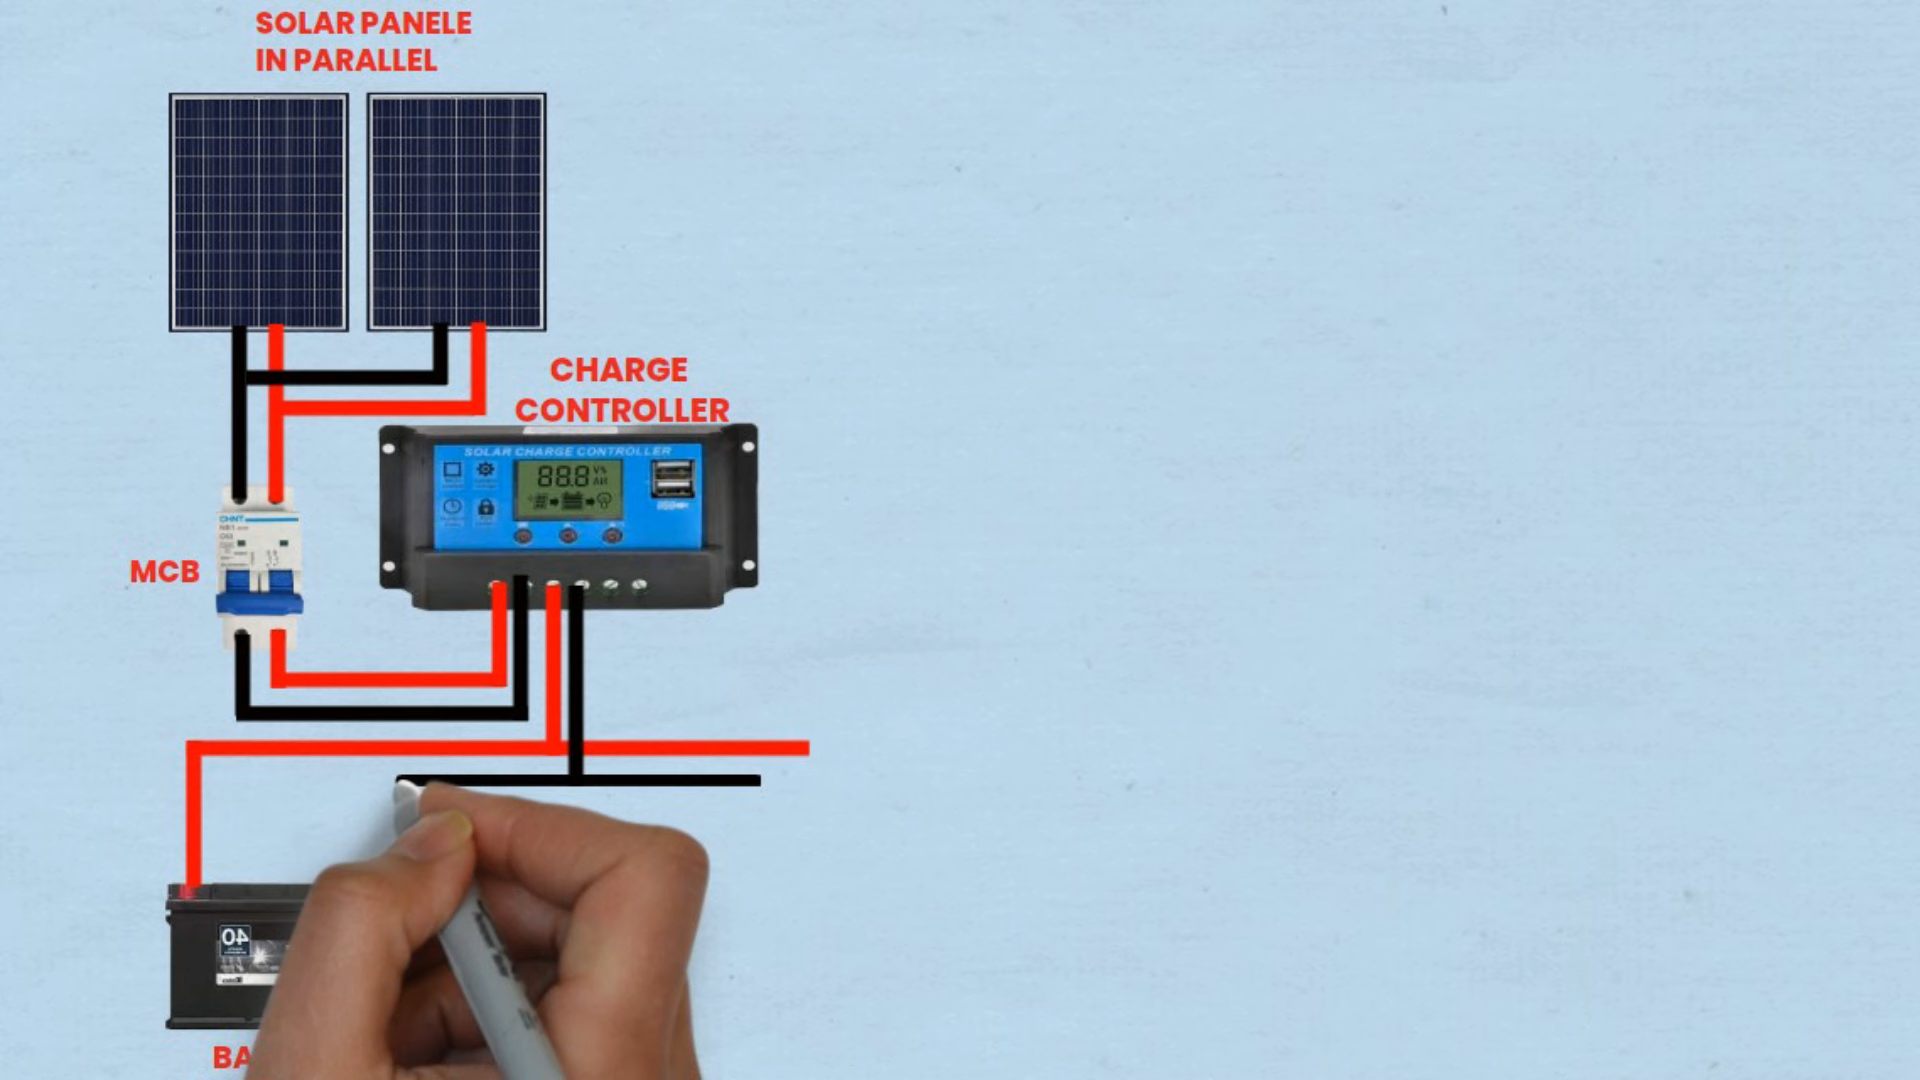 SOLAR PANELE
IN PARALLEL
CHARGE
CONTROLLER
SOLAR CHARGE CONTROLLER
88.8
CHNT
MCB
40
BA